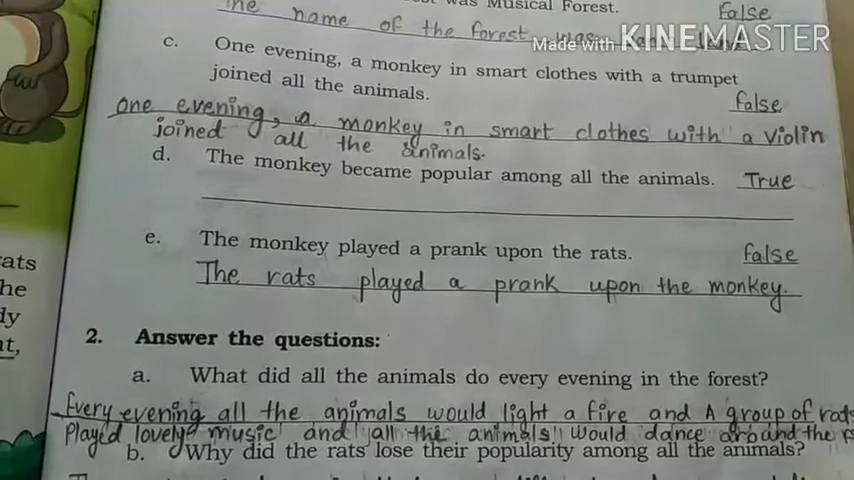 was Musical Forest.
False
The name of the forest was
Made with KINEMASTER
c. One evening, a monkey in smart clothes with a trumpet
joined all the animals.
false
one evening, a monkey in smart clothes with a violin
joined all the animals.
d. The monkey became popular among all the animals. True
e. The monkey played a prank upon the rats. false
The rats played a prank upon the monkey.
ats
he
ly
t,
2. Answer the questions:
a. What did all the animals do every evening in the forest?
Every evening all the animals would light a fire and A group of rats
Played lovely music and all the animals would dance around the
b. Why did the rats lose their popularity among all the animals?